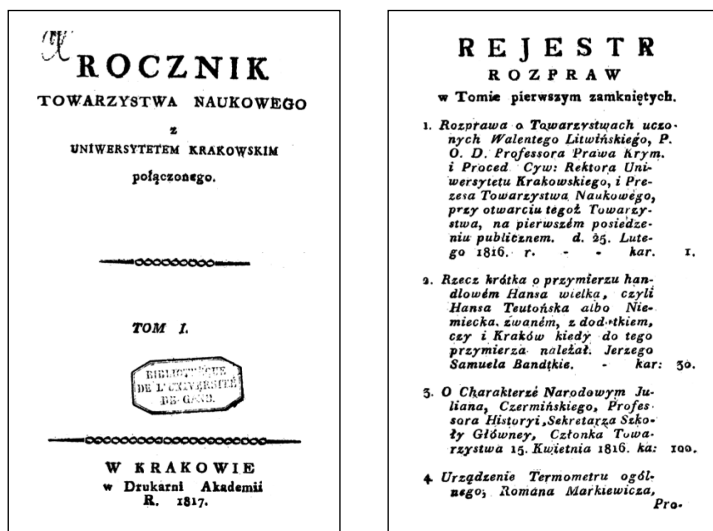 ROCZNIK
TOWARZYSTWA NAUKOWEGO
z
UNIWERSYTETEM KRAKOWSKIM
połączonego.
TOM I.
BIBLIOTHÈQUE
DE L'UNIVERSITÉ
DE GAND.
W KRAKOWIE
w Drukarni Akademii
R. 1817.
REJESTR
ROZPRAW
w Tomie pierwszym zamkniętych.
1. Rozprawa o Towarzystwach uczo-
nych Walentego Litwińskiego, P.
O. D. Professora Prawa Krym.
i Proced Cyw: Rektora Uni-
wersytetu Krakowskiego, i Pre-
zesa Towarzystwa Naukowego,
przy otwarciu tegoż Towarzy-
stwa, na pierwszém posiedze-
niu publicznem. d. 25. Lute-
go 1816. r. - - kar. 1.
2. Rzecz krótka o przymierzu han-
dlowém Hansa wielka, czyli
Hansa Teutońska albo Nie-
miecka. zwaném, z dodatkiem,
czy i Kraków kiedy do tego
przymierza należał. Jerzego
Samuela Bandtkie. - kar: 30.
3. O Charakterzé Narodowym Ju-
liana, Czermińskiego, Profes-
sora Historyi, Sekretarza Szko-
ły Główney, Członka Towa-
rzystwa 15. Kwietnia 1816. ka: 100.
4 Urządzenie Termometru ogól-
nego; Romana Markiewicza,
Pro-